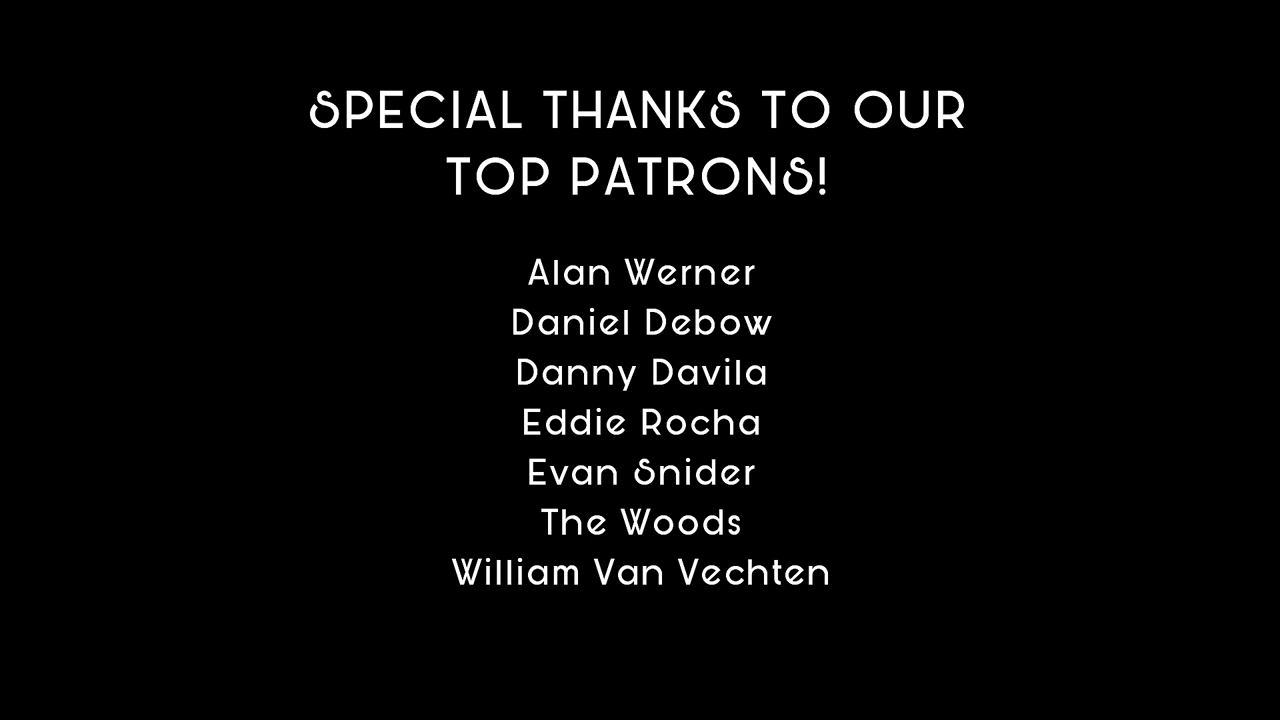 SPECIAL THANKS TO OUR
TOP PATRONS!
Alan Werner
Daniel Debow
Danny Davila
Eddie Rocha
Evan Snider
The Woods
William Van Vechten